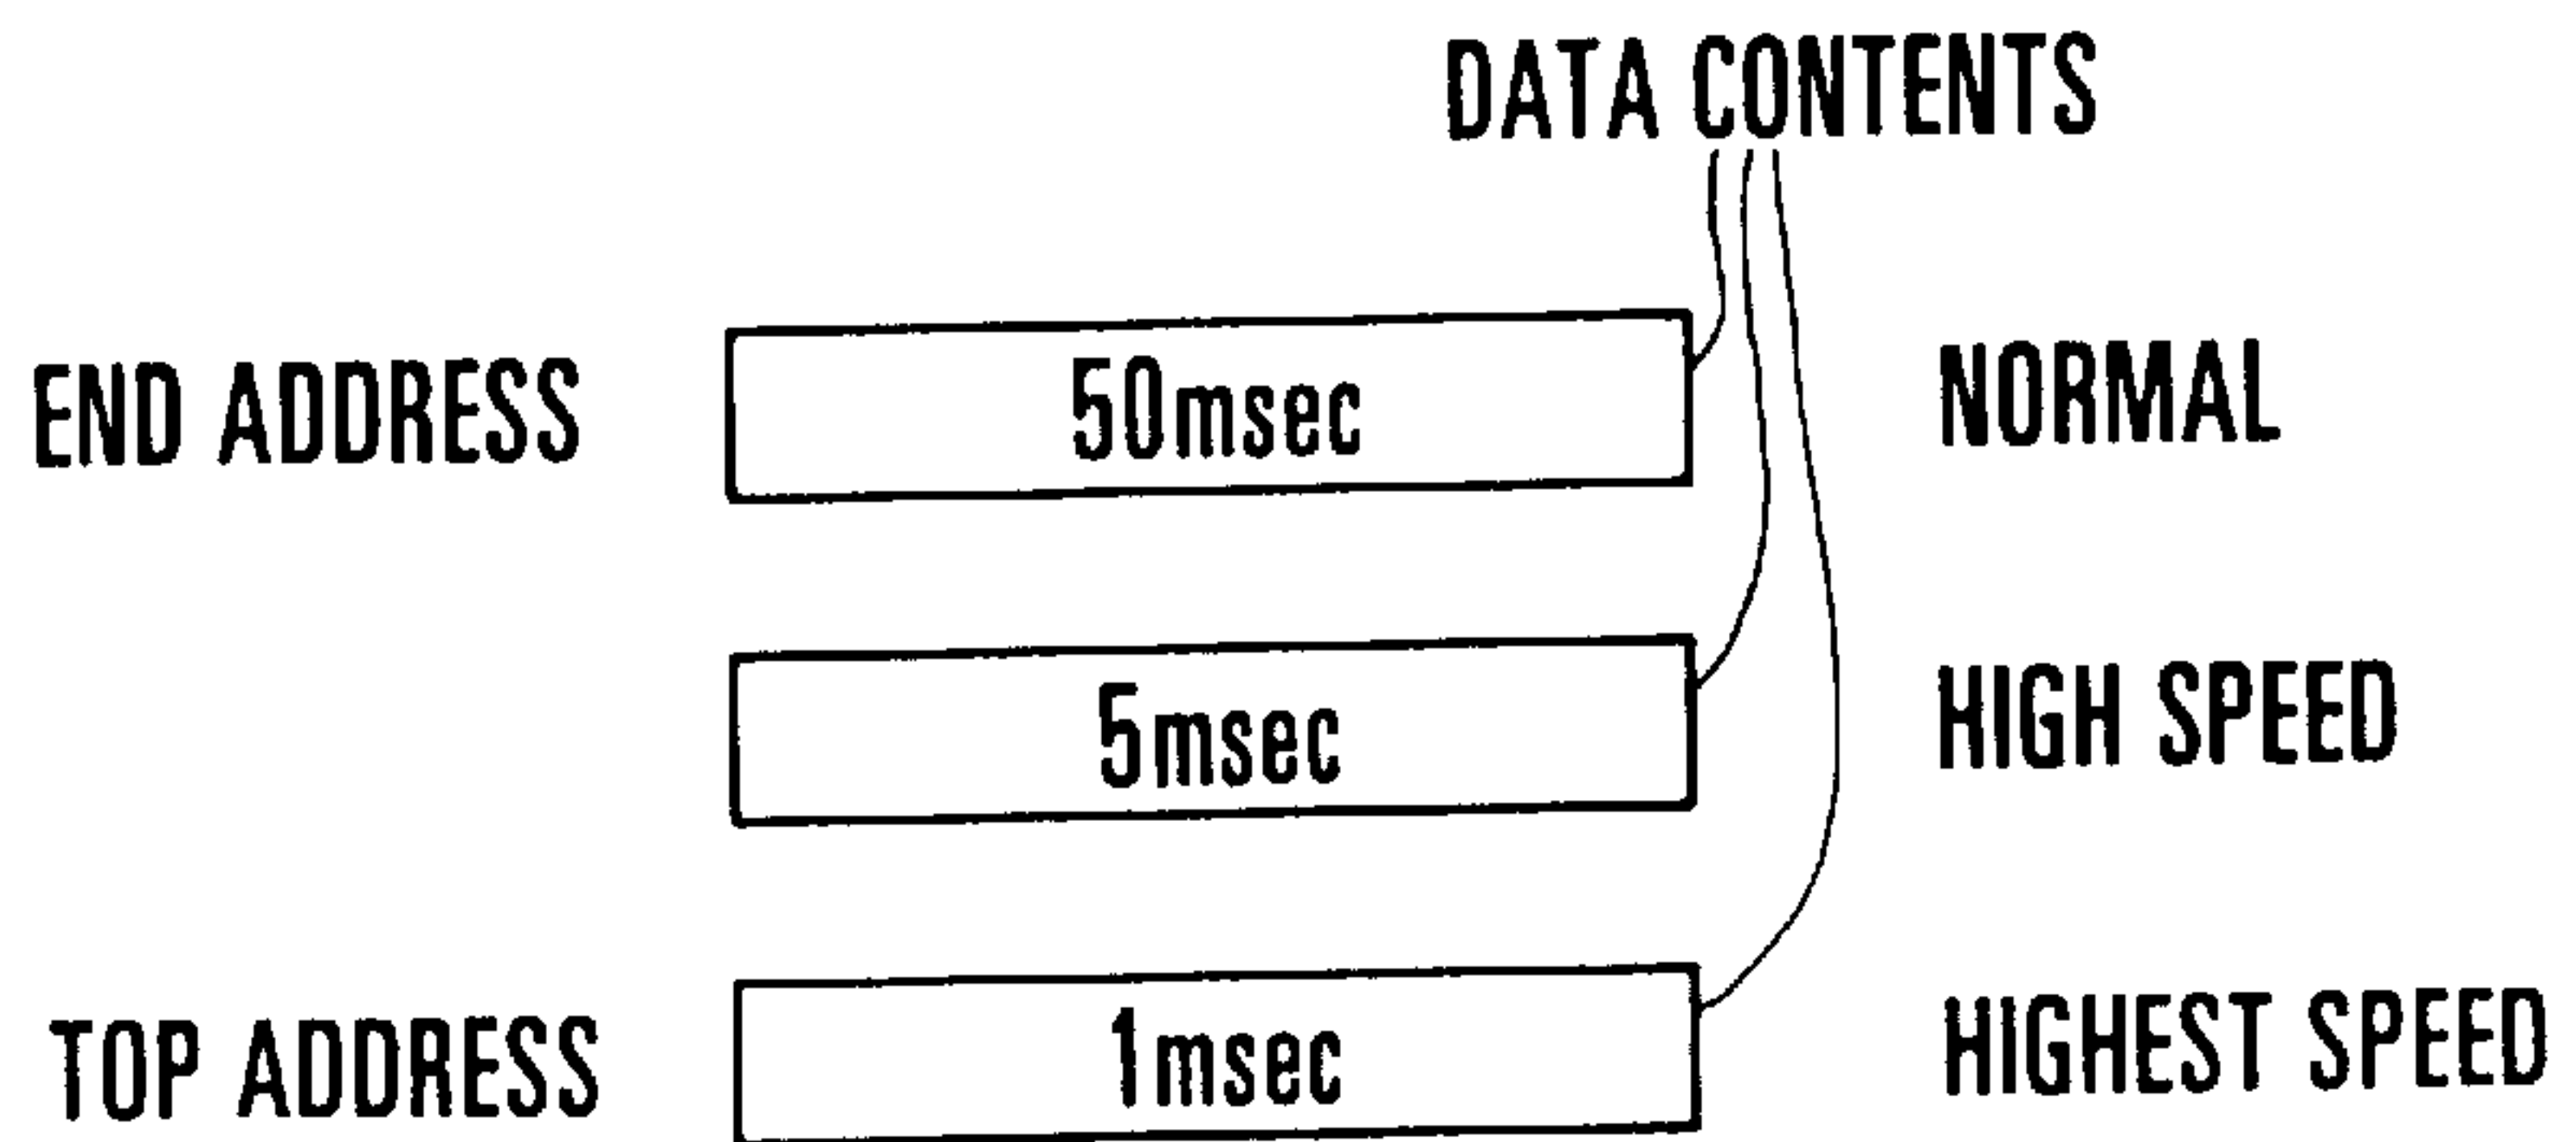 DATA CONTENTS
END ADDRESS 50msec NORMAL
5msec HIGH SPEED
TOP ADDRESS 1msec HIGHEST SPEED